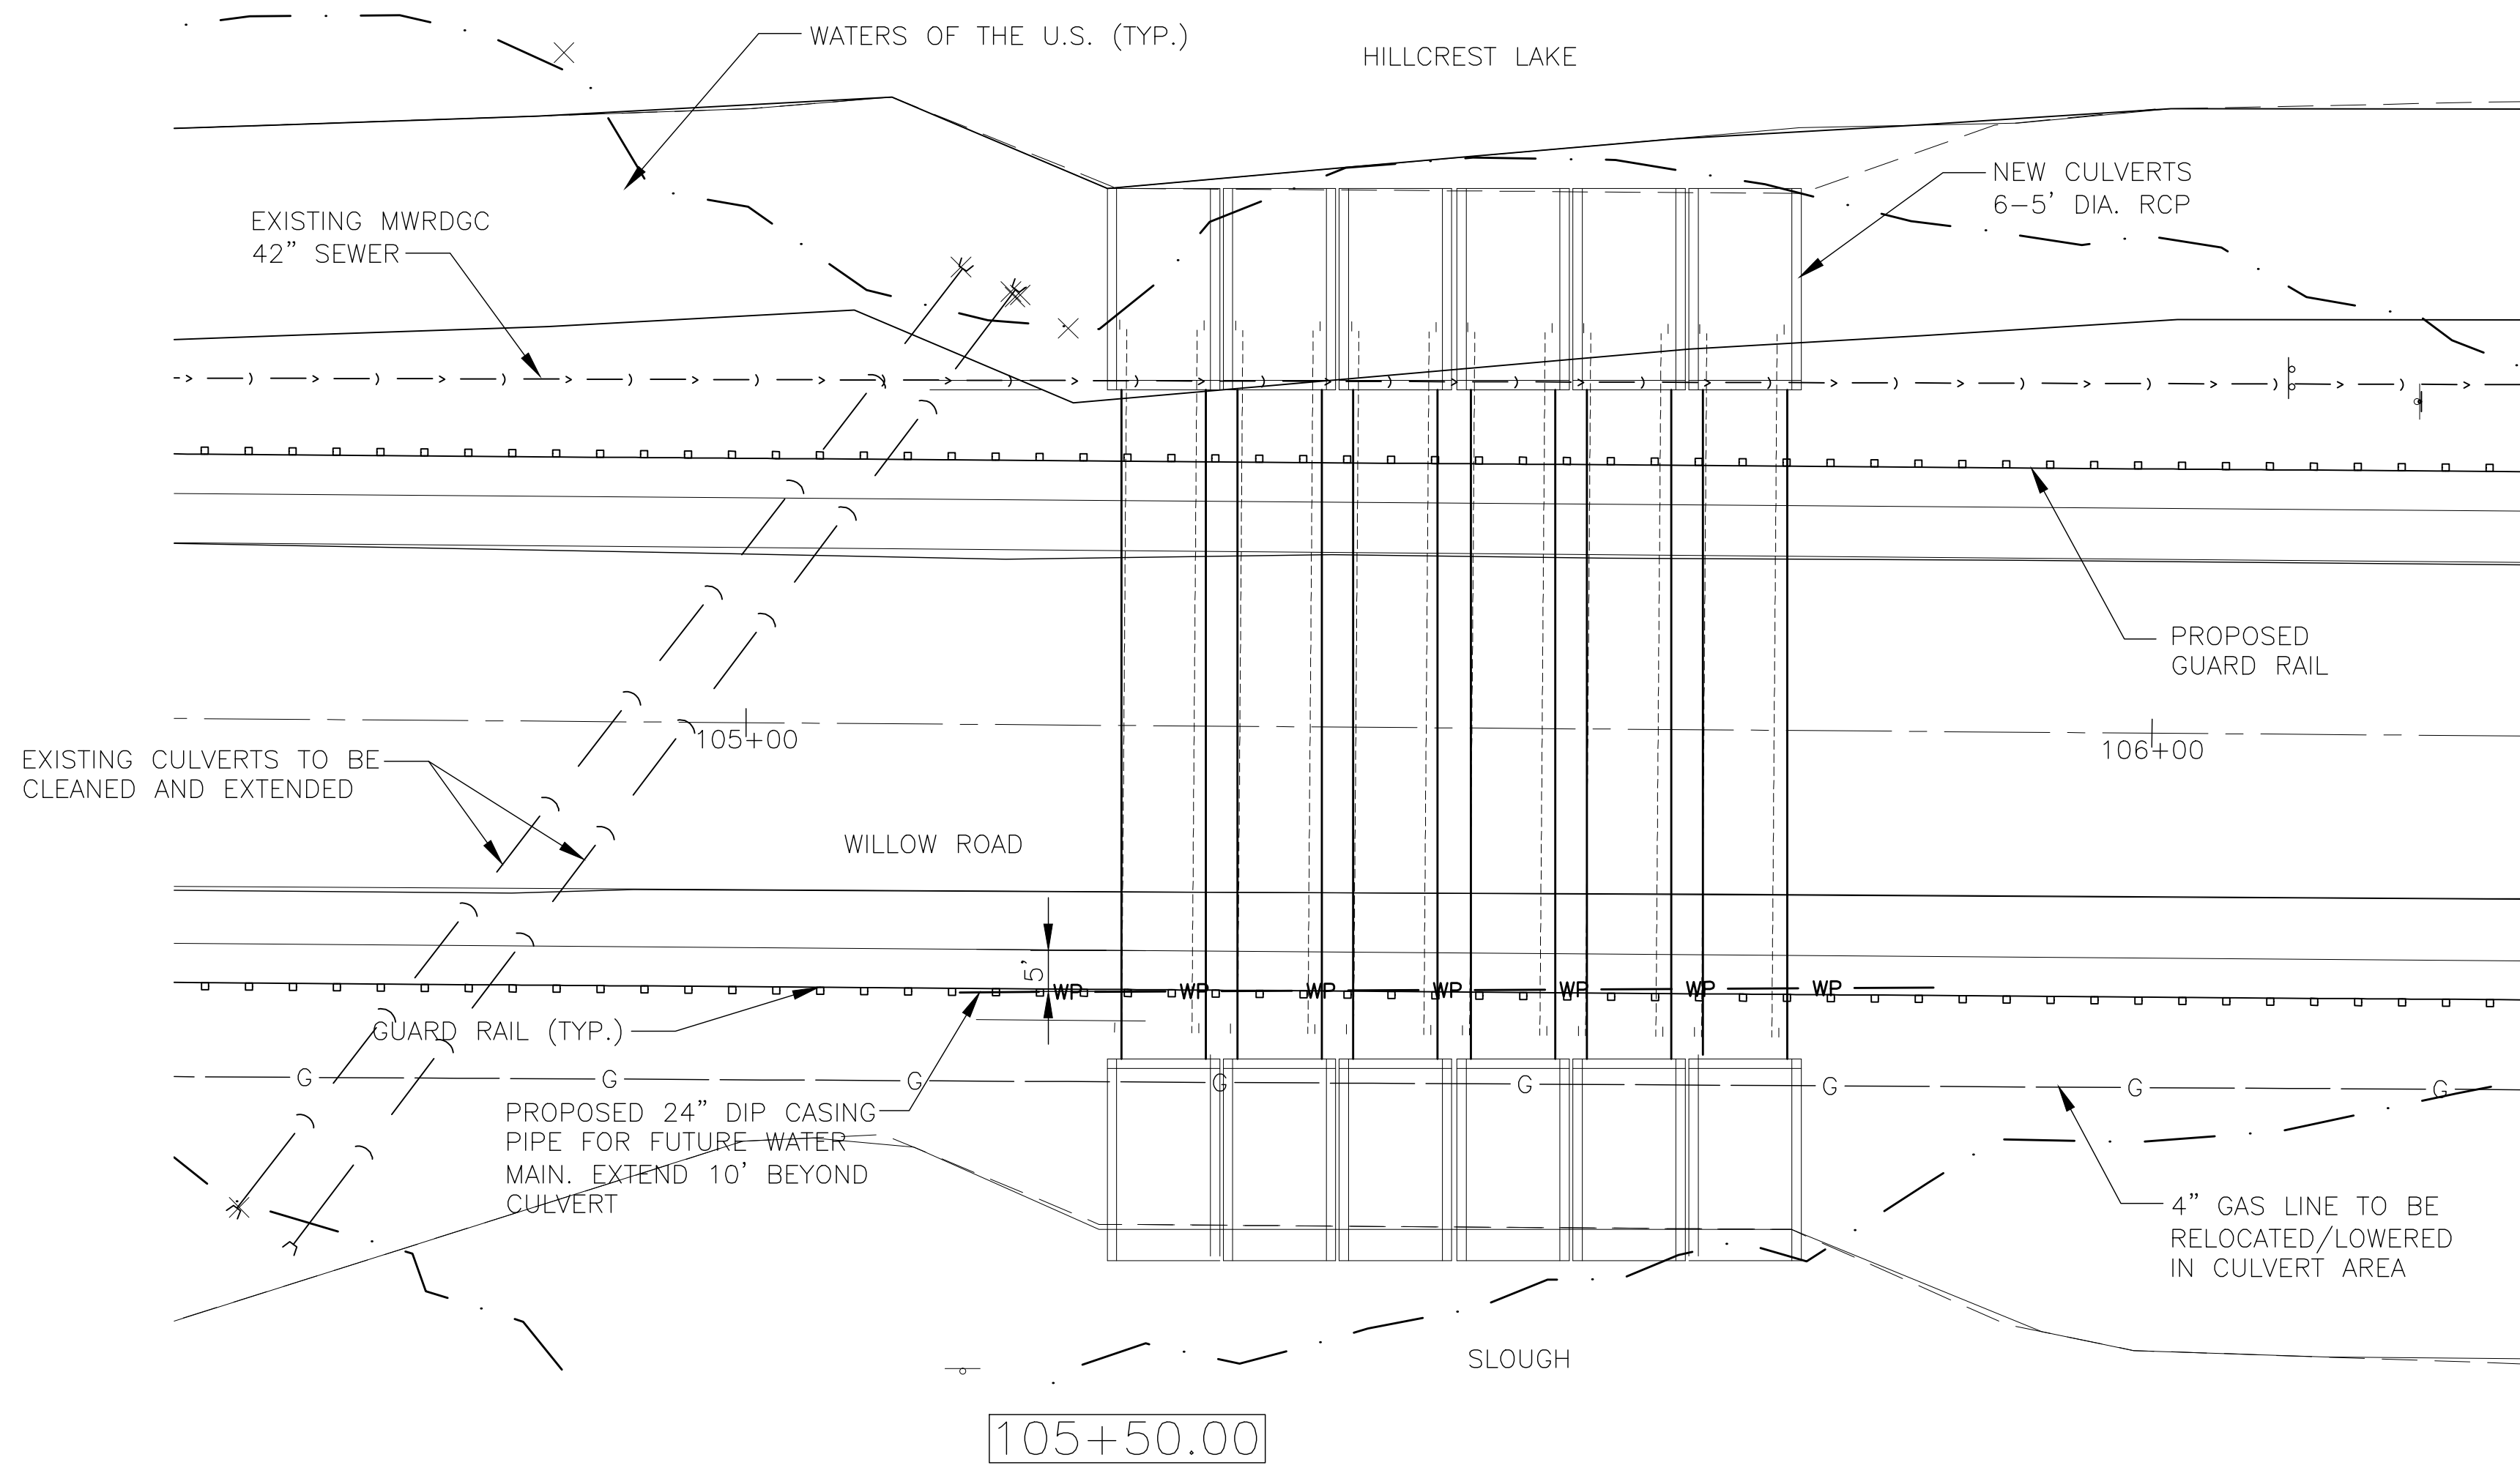 WATERS OF THE U.S. (TYP.)
HILLCREST LAKE
NEW CULVERTS
6-5' DIA. RCP
EXISTING MWRDGC
42" SEWER
PROPOSED
GUARD RAIL
105+00
106+00
EXISTING CULVERTS TO BE
CLEANED AND EXTENDED
WILLOW ROAD
5'
WP WP WP WP WP WP WP
GUARD RAIL (TYP.)
G G G G G G G G
PROPOSED 24" DIP CASING
PIPE FOR FUTURE WATER
MAIN. EXTEND 10' BEYOND
CULVERT
4" GAS LINE TO BE
RELOCATED/LOWERED
IN CULVERT AREA
SLOUGH
105+50.00